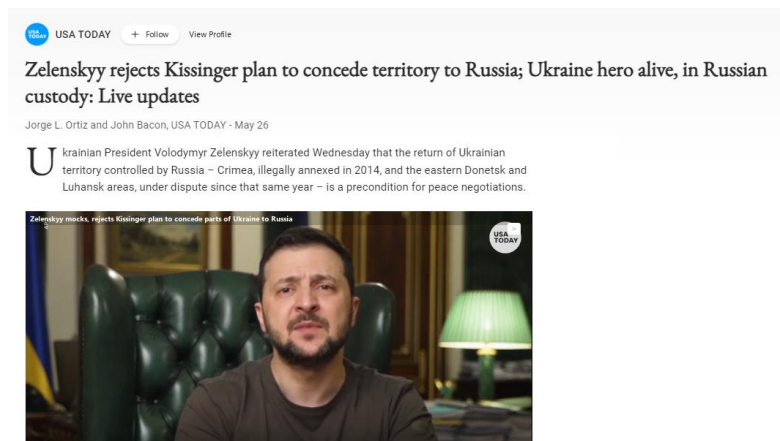 USA TODAY
USA TODAY
+ Follow
View Profile
Zelenskyy rejects Kissinger plan to concede territory to Russia; Ukraine hero alive, in Russian
custody: Live updates
Jorge L. Ortiz and John Bacon, USA TODAY - May 26
Ukrainian President Volodymyr Zelenskyy reiterated Wednesday that the return of Ukrainian
territory controlled by Russia – Crimea, illegally annexed in 2014, and the eastern Donetsk and
Luhansk areas, under dispute since that same year – is a precondition for peace negotiations.
Zelenskyy mocks, rejects Kissinger plan to concede parts of Ukraine to Russia
USA
TODAY